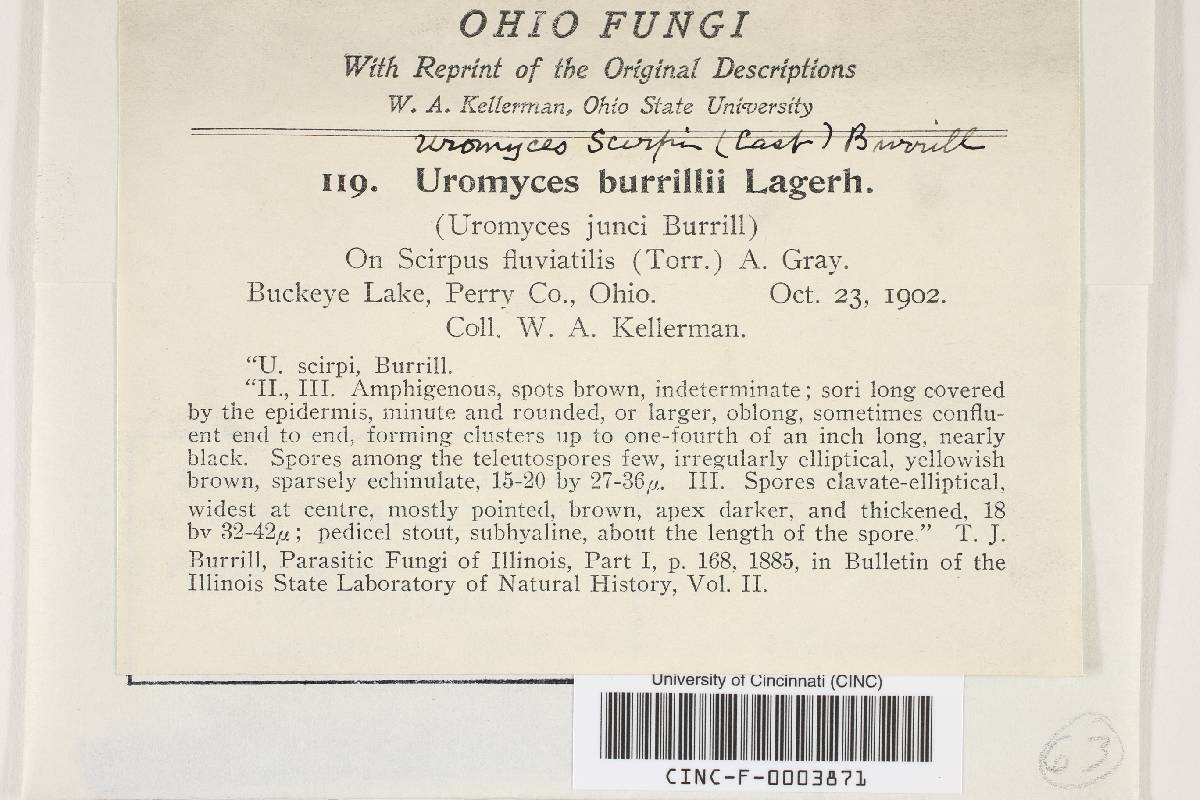 OHIO FUNGI
With Reprint of the Original Descriptions
W. A. Kellerman, Ohio State University
Uromyces Scirpi (Cast) Burrill
119. Uromyces burrillii Lagerh.
(Uromyces junci Burrill)
On Scirpus fluviatilis (Torr.) A. Gray.
Buckeye Lake, Perry Co., Ohio. Oct. 23, 1902.
Coll. W. A. Kellerman.
“U. scirpi, Burrill.
“II., III. Amphigenous, spots brown, indeterminate; sori long covered
by the epidermis, minute and rounded, or larger, oblong, sometimes conflu-
ent end to end, forming clusters up to one-fourth of an inch long, nearly
black. Spores among the teleutospores few, irregularly elliptical, yellowish
brown, sparsely echinulate, 15-20 by 27-36µ. III. Spores clavate-elliptical,
widest at centre, mostly pointed, brown, apex darker, and thickened, 18
by 32-42µ; pedicel stout, subhyaline, about the length of the spore.” T. J.
Burrill, Parasitic Fungi of Illinois, Part I, p. 168, 1885, in Bulletin of the
Illinois State Laboratory of Natural History, Vol. II.
University of Cincinnati (CINC)
CINC-F-0003871
63